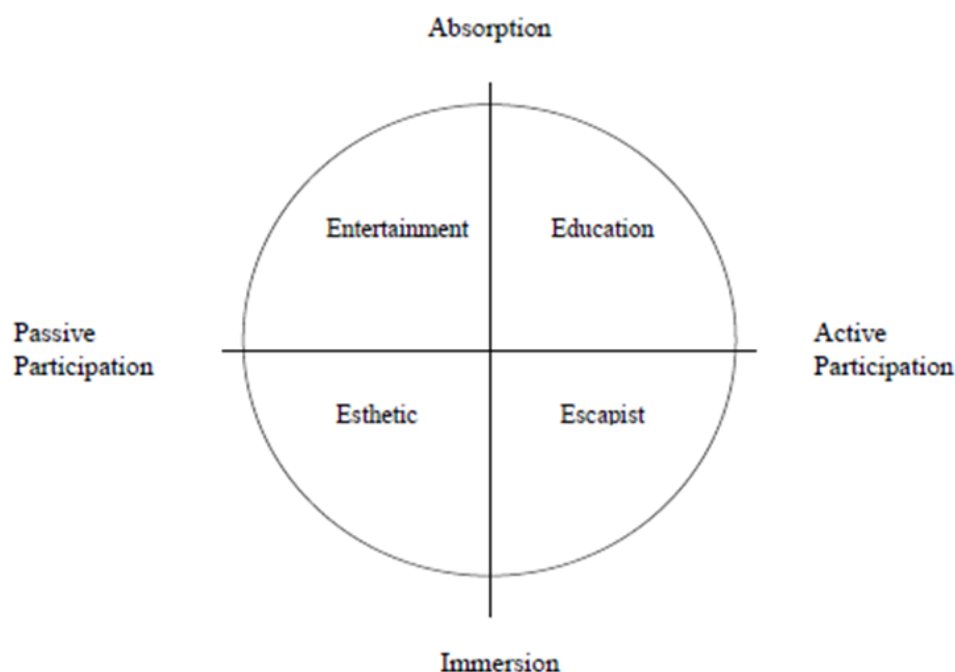 Absorption
Entertainment
Education
Passive
Participation
Active
Participation
Esthetic
Escapist
Immersion